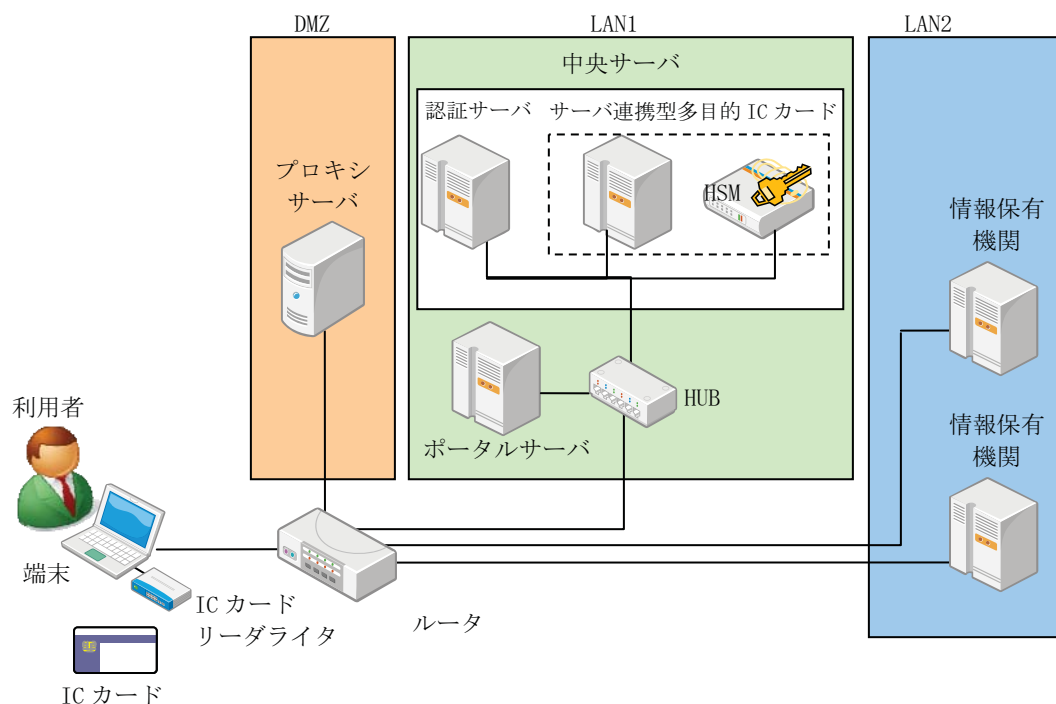 DMZ
LAN1
LAN2
中央サーバ
認証サーバ
サーバ連携型多目的 IC カード
プロキシ
サーバ
HSM
情報保有
機関
HUB
ポータルサーバ
利用者
情報保有
機関
端末
IC カード
リーダライタ
ルータ
IC カード